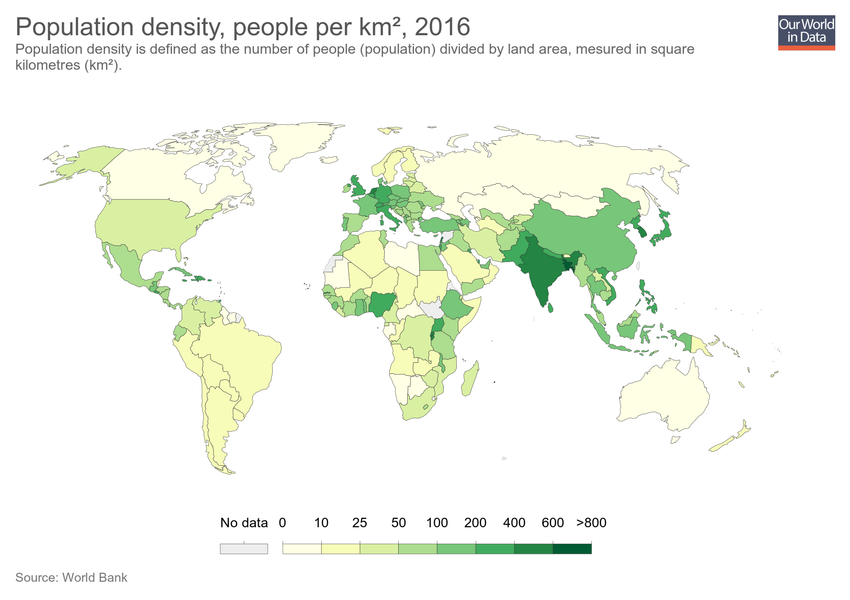 Population density, people per km², 2016
Our World
in Data
Population density is defined as the number of people (population) divided by land area, mesured in square
kilometres (km²).
No data 0 10 25 50 100 200 400 600 >800
Source: World Bank